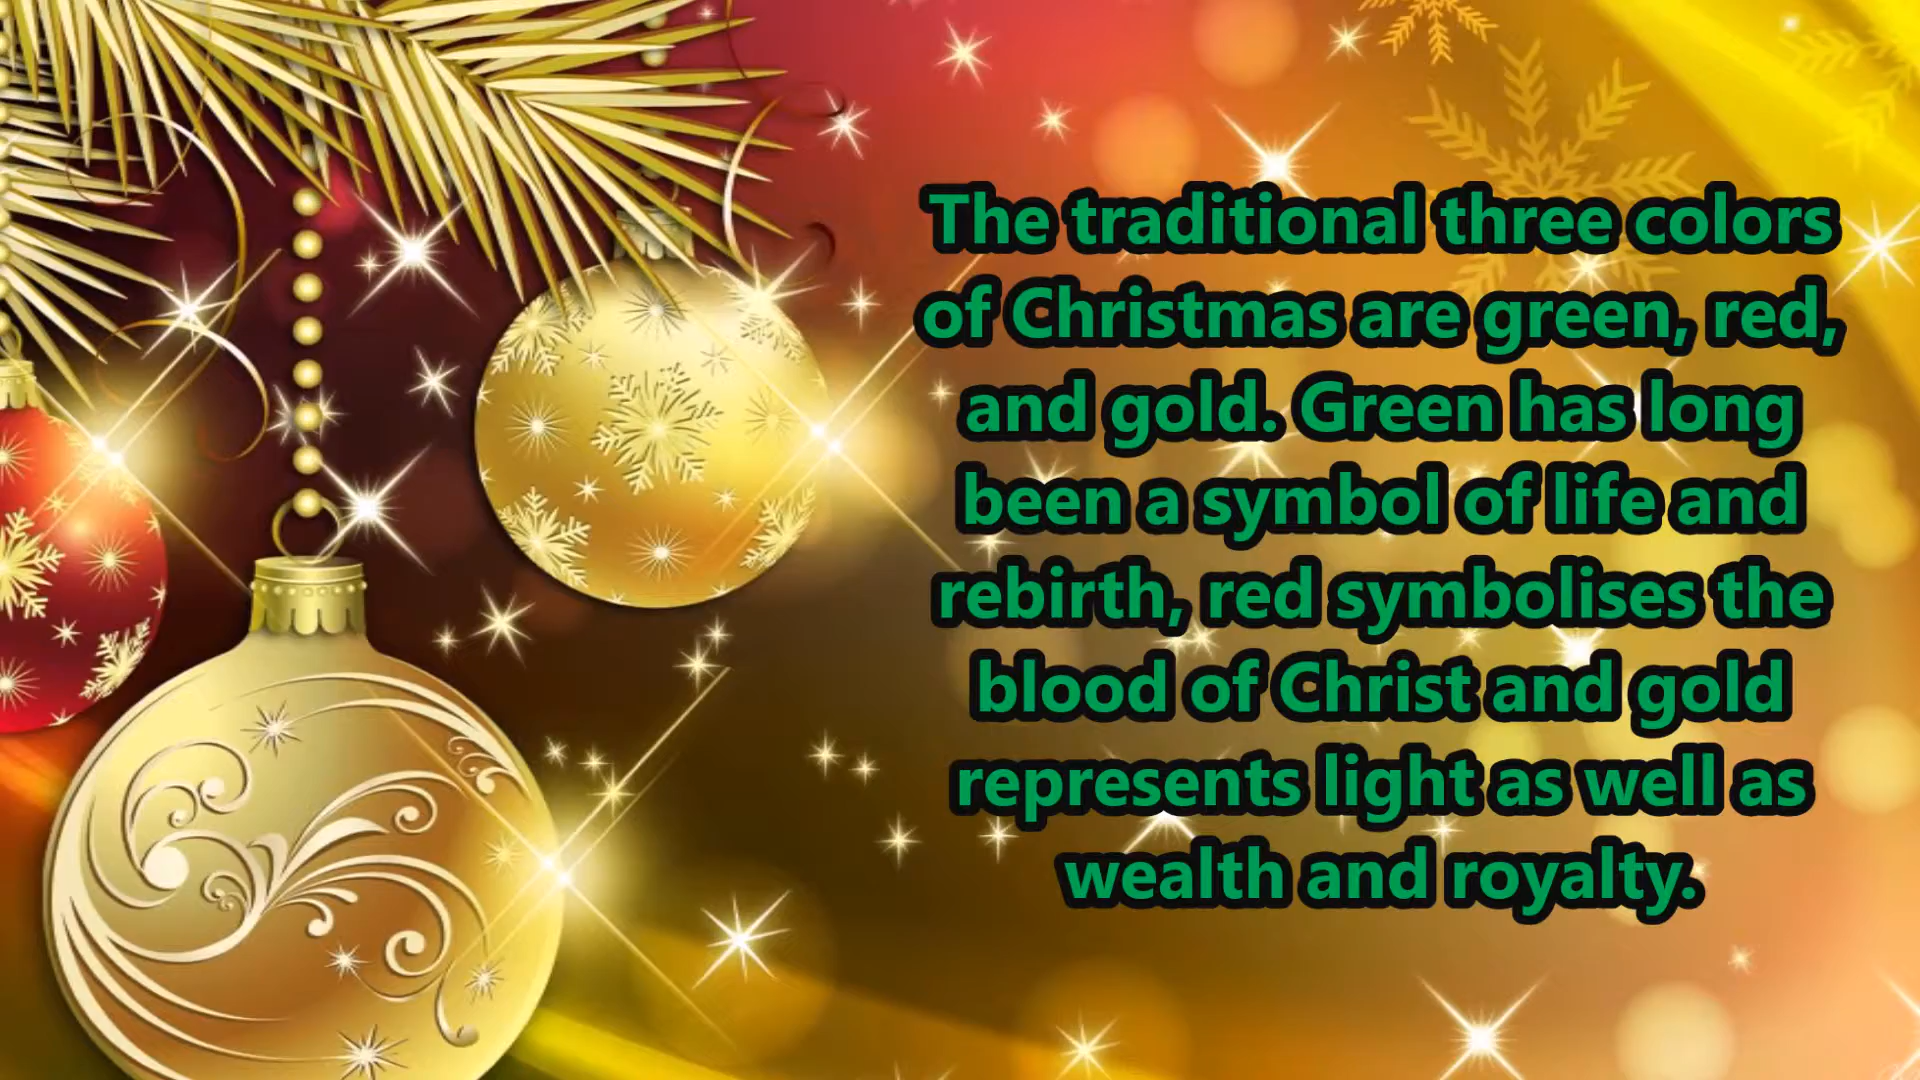 The traditional three colors
of Christmas are green, red,
and gold. Green has long
been a symbol of life and
rebirth, red symbolises the
blood of Christ and gold
represents light as well as
wealth and royalty.